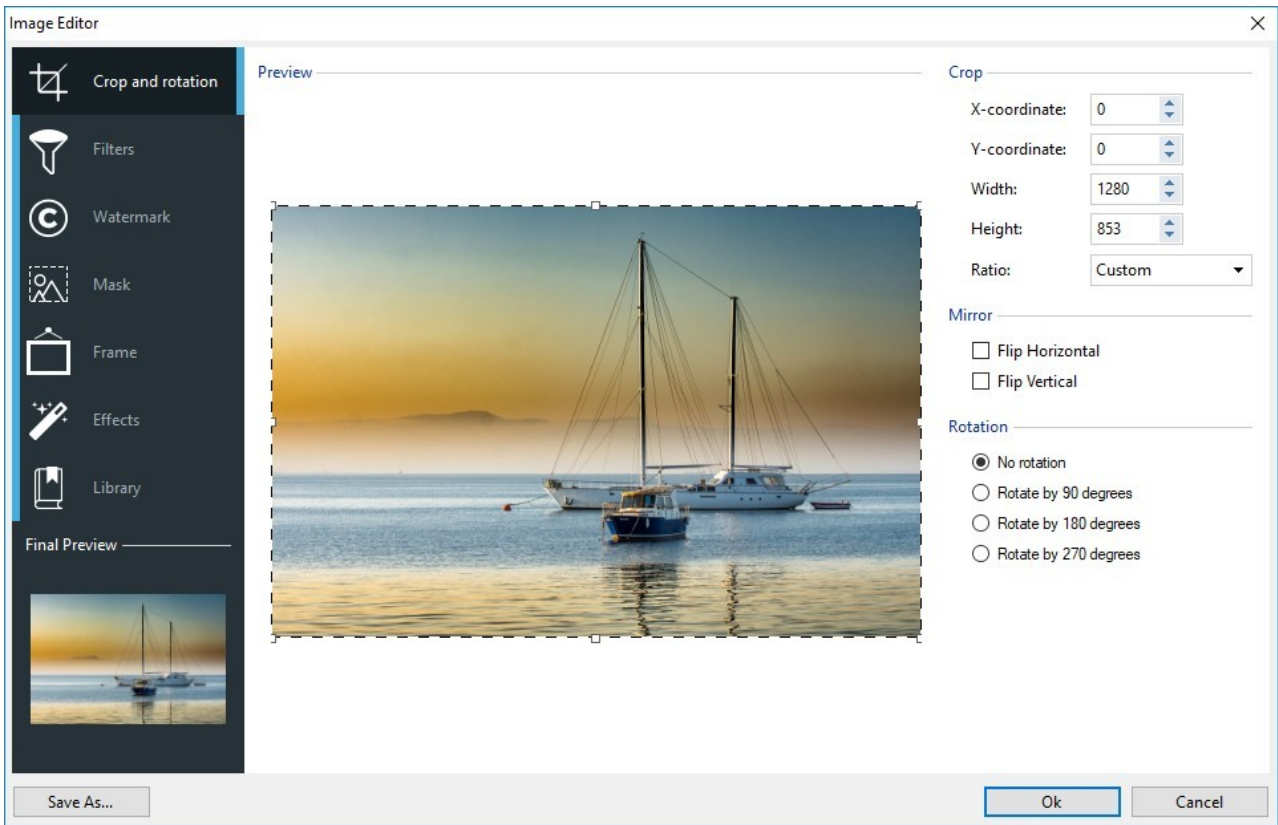 Image Editor
Crop and rotation
Filters
Watermark
Mask
Frame
Effects
Library
Final Preview
Save As...
Preview
Crop
X-coordinate: 0
Y-coordinate: 0
Width: 1280
Height: 853
Ratio: Custom
Mirror
Flip Horizontal
Flip Vertical
Rotation
No rotation
Rotate by 90 degrees
Rotate by 180 degrees
Rotate by 270 degrees
Ok
Cancel